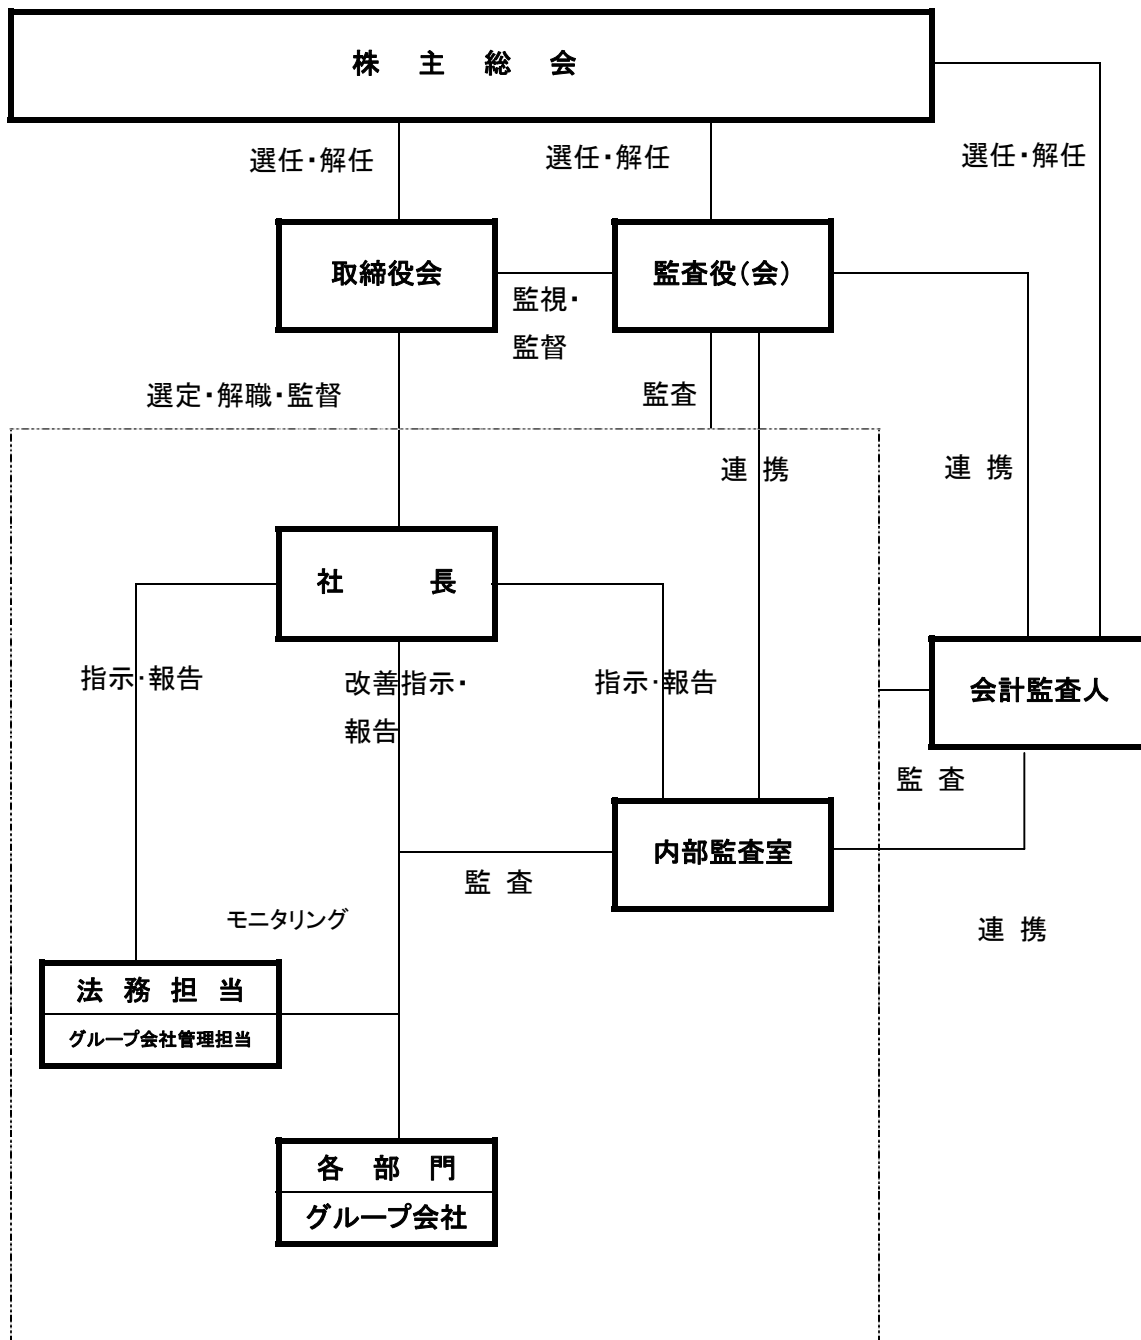 株 主 総 会
選任・解任
選任・解任
選任・解任
取締役会
監査役（会）
監視・
監督
選定・解職・監督
監査
連 携
連 携
社 長
指示・報告
改善指示・
報告
指示・報告
会計監査人
監 査
内部監査室
監 査
モニタリング
連 携
法 務 担 当
グループ会社管理担当
各 部 門
グループ会社